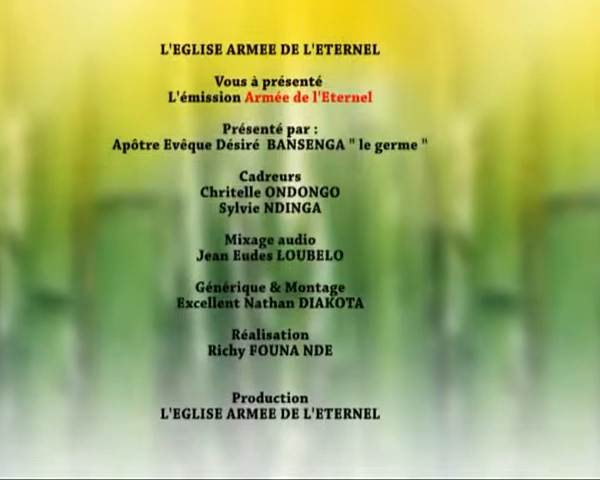 L'EGLISE ARMEE DE L'ETERNEL
Vous à présenté
L'émission Armée de l'Eternel
Présenté par :
Apôtre Evêque Désiré BANSENGA " le germe "
Cadreurs
Chritelle ONDONGO
Sylvie NDINGA
Mixage audio
Jean Eudes LOUBELO
Générique & Montage
Excellent Nathan DIAKOTA
Réalisation
Richy FOUNA NDE
Production
L'EGLISE ARMEE DE L'ETERNEL